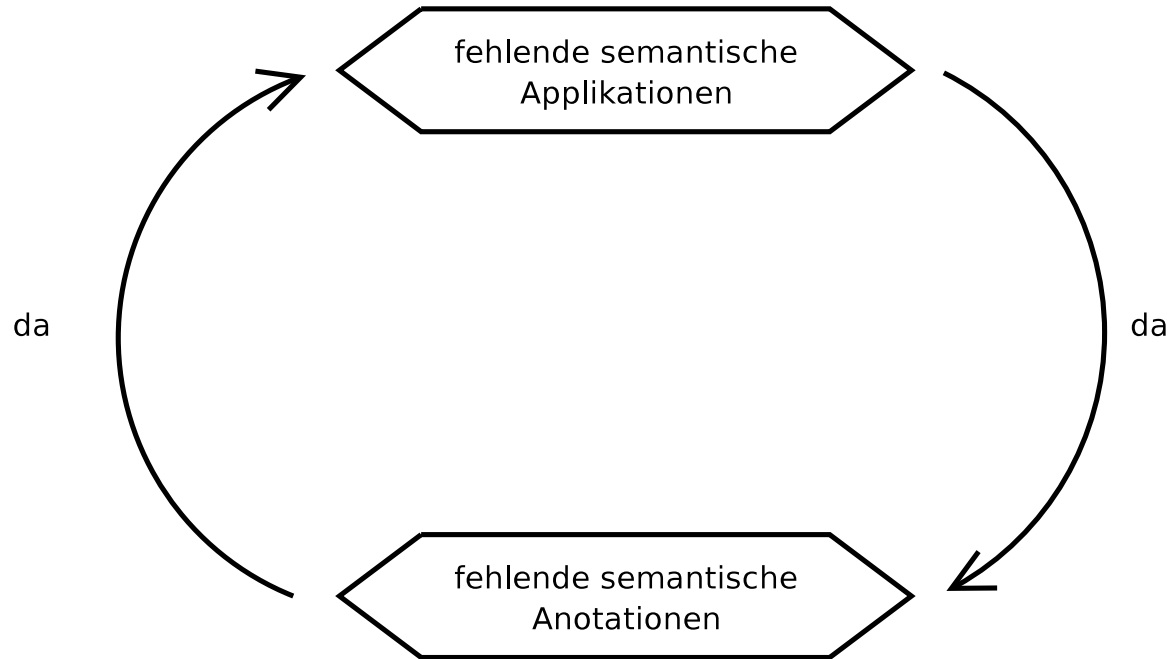 fehlende semantische
Applikationen
da
da
fehlende semantische
Anotationen